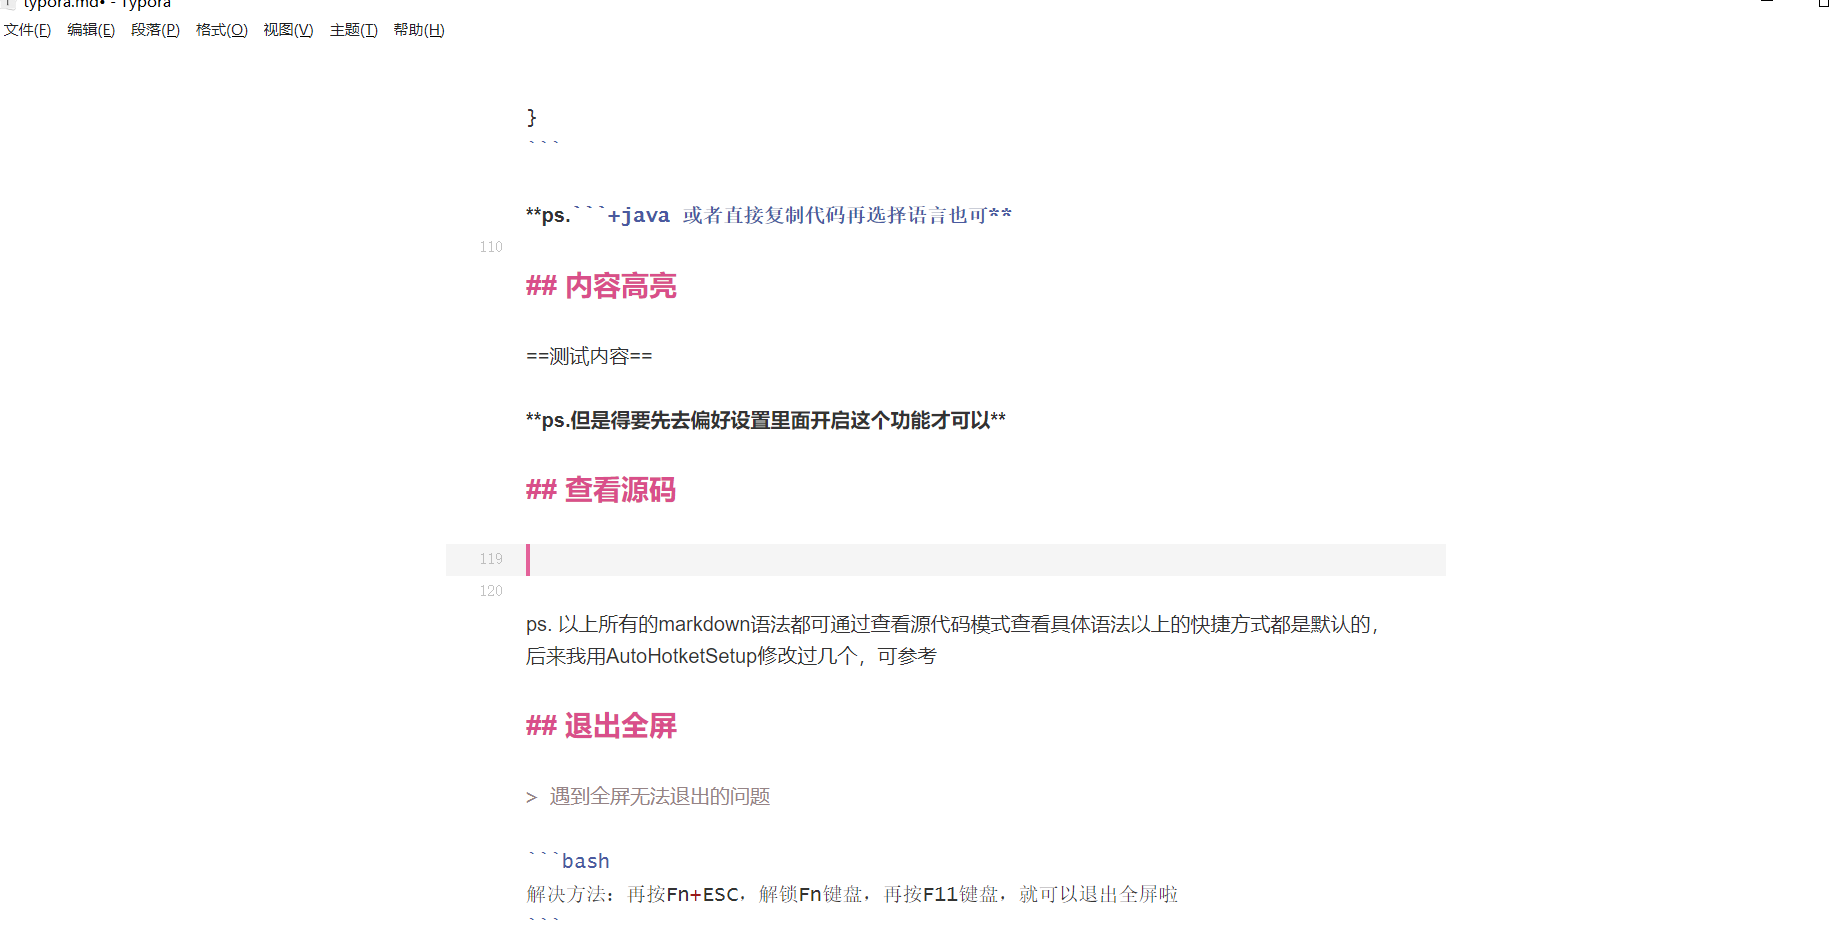 typora.md• - Typora
文件(F) 编辑(E) 段落(P) 格式(O) 视图(V) 主题(T) 帮助(H)
}
```
**ps.```+java 或者直接复制代码再选择语言也可**
110
## 内容高亮
==测试内容==
**ps.但是得要先去偏好设置里面开启这个功能才可以**
## 查看源码
119
120
ps. 以上所有的markdown语法都可通过查看源代码模式查看具体语法以上的快捷方式都是默认的，
后来我用AutoHotketSetup修改过几个，可参考
## 退出全屏
> 遇到全屏无法退出的问题
```bash
解决方法：再按Fn+ESC，解锁Fn键盘，再按F11键盘，就可以退出全屏啦
```